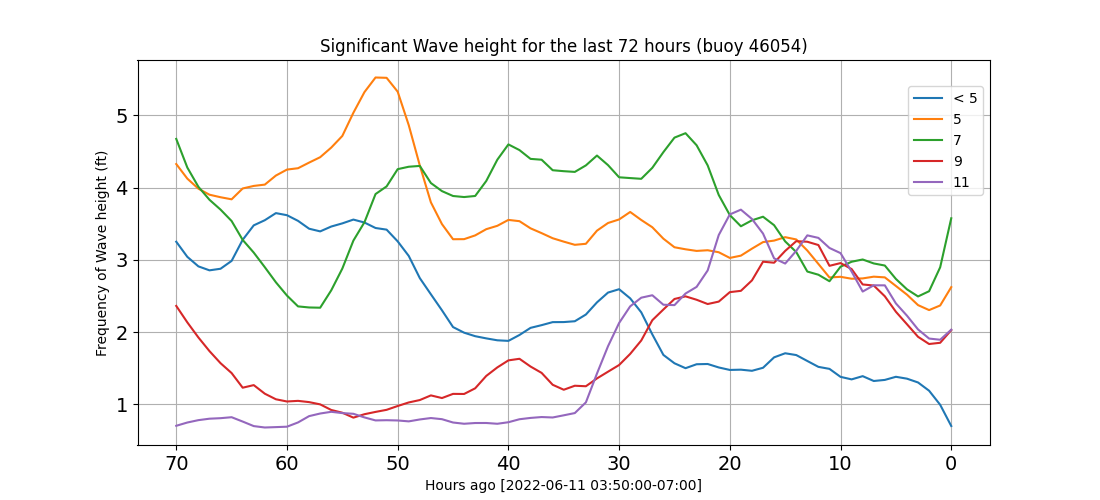 Significant Wave height for the last 72 hours (buoy 46054)
Frequency of Wave height (ft)
5
4
3
2
1
< 5
5
7
9
11
70 60 50 40 30 20 10 0
Hours ago [2022-06-11 03:50:00-07:00]